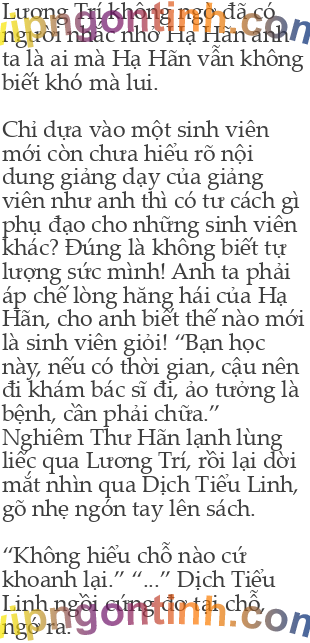 Lương Trí không ngờ đã có
người nhắc nhở Hạ Hãn anh
ta là ai mà Hạ Hãn vẫn không
biết khó mà lui.
Chỉ dựa vào một sinh viên
mới còn chưa hiểu rõ nội
dung giảng dạy của giảng
viên như anh thì có tư cách gì
phụ đạo cho những sinh viên
khác? Đúng là không biết tự
lượng sức mình! Anh ta phải
áp chế lòng hăng hái của Hạ
Hãn, cho anh biết thế nào mới
là sinh viên giỏi! “Bạn học
này, nếu có thời gian, cậu nên
đi khám bác sĩ đi, ảo tưởng là
bệnh, cần phải chữa.”
Nghiêm Thư Hãn lạnh lùng
liếc qua Lương Trí, rồi lại dời
mắt nhìn qua Dịch Tiểu Linh,
gõ nhẹ ngón tay lên sách.
“Không hiểu chỗ nào cứ
khoanh lại.” “...” Dịch Tiểu
Linh ngồi cứng đơ tại chỗ,
ngớ ra.
vipngontinh.com
vipngontinh.com